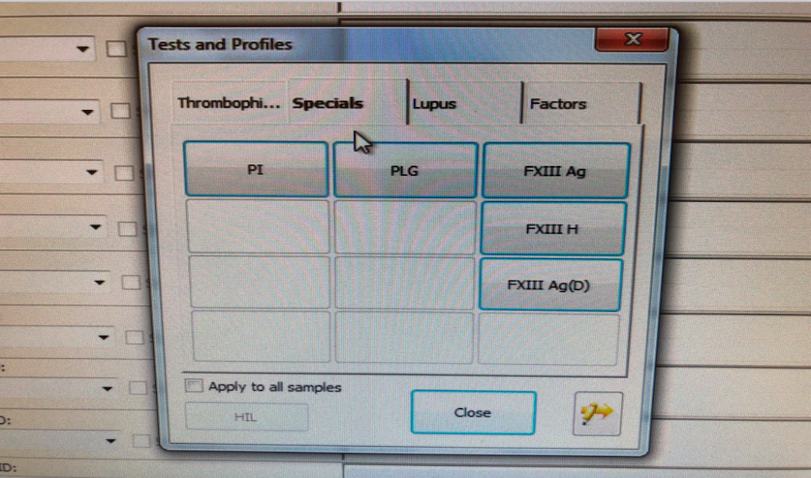 Tests and Profiles
Thrombophi... Specials Lupus Factors
PI PLG FXIII Ag
FXIII H
FXIII Ag(D)
Apply to all samples
HIL Close
ID: